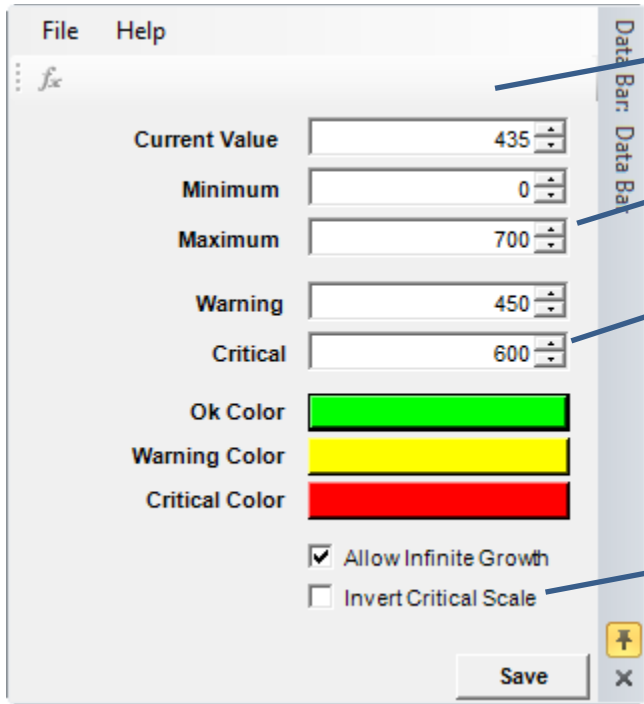 File Help
fx
Current Value 435
Minimum 0
Maximum 700
Warning 450
Critical 600
Ok Color
Warning Color
Critical Color
Allow Infinite Growth
Invert Critical Scale
Save
Data Bar: Data Bar